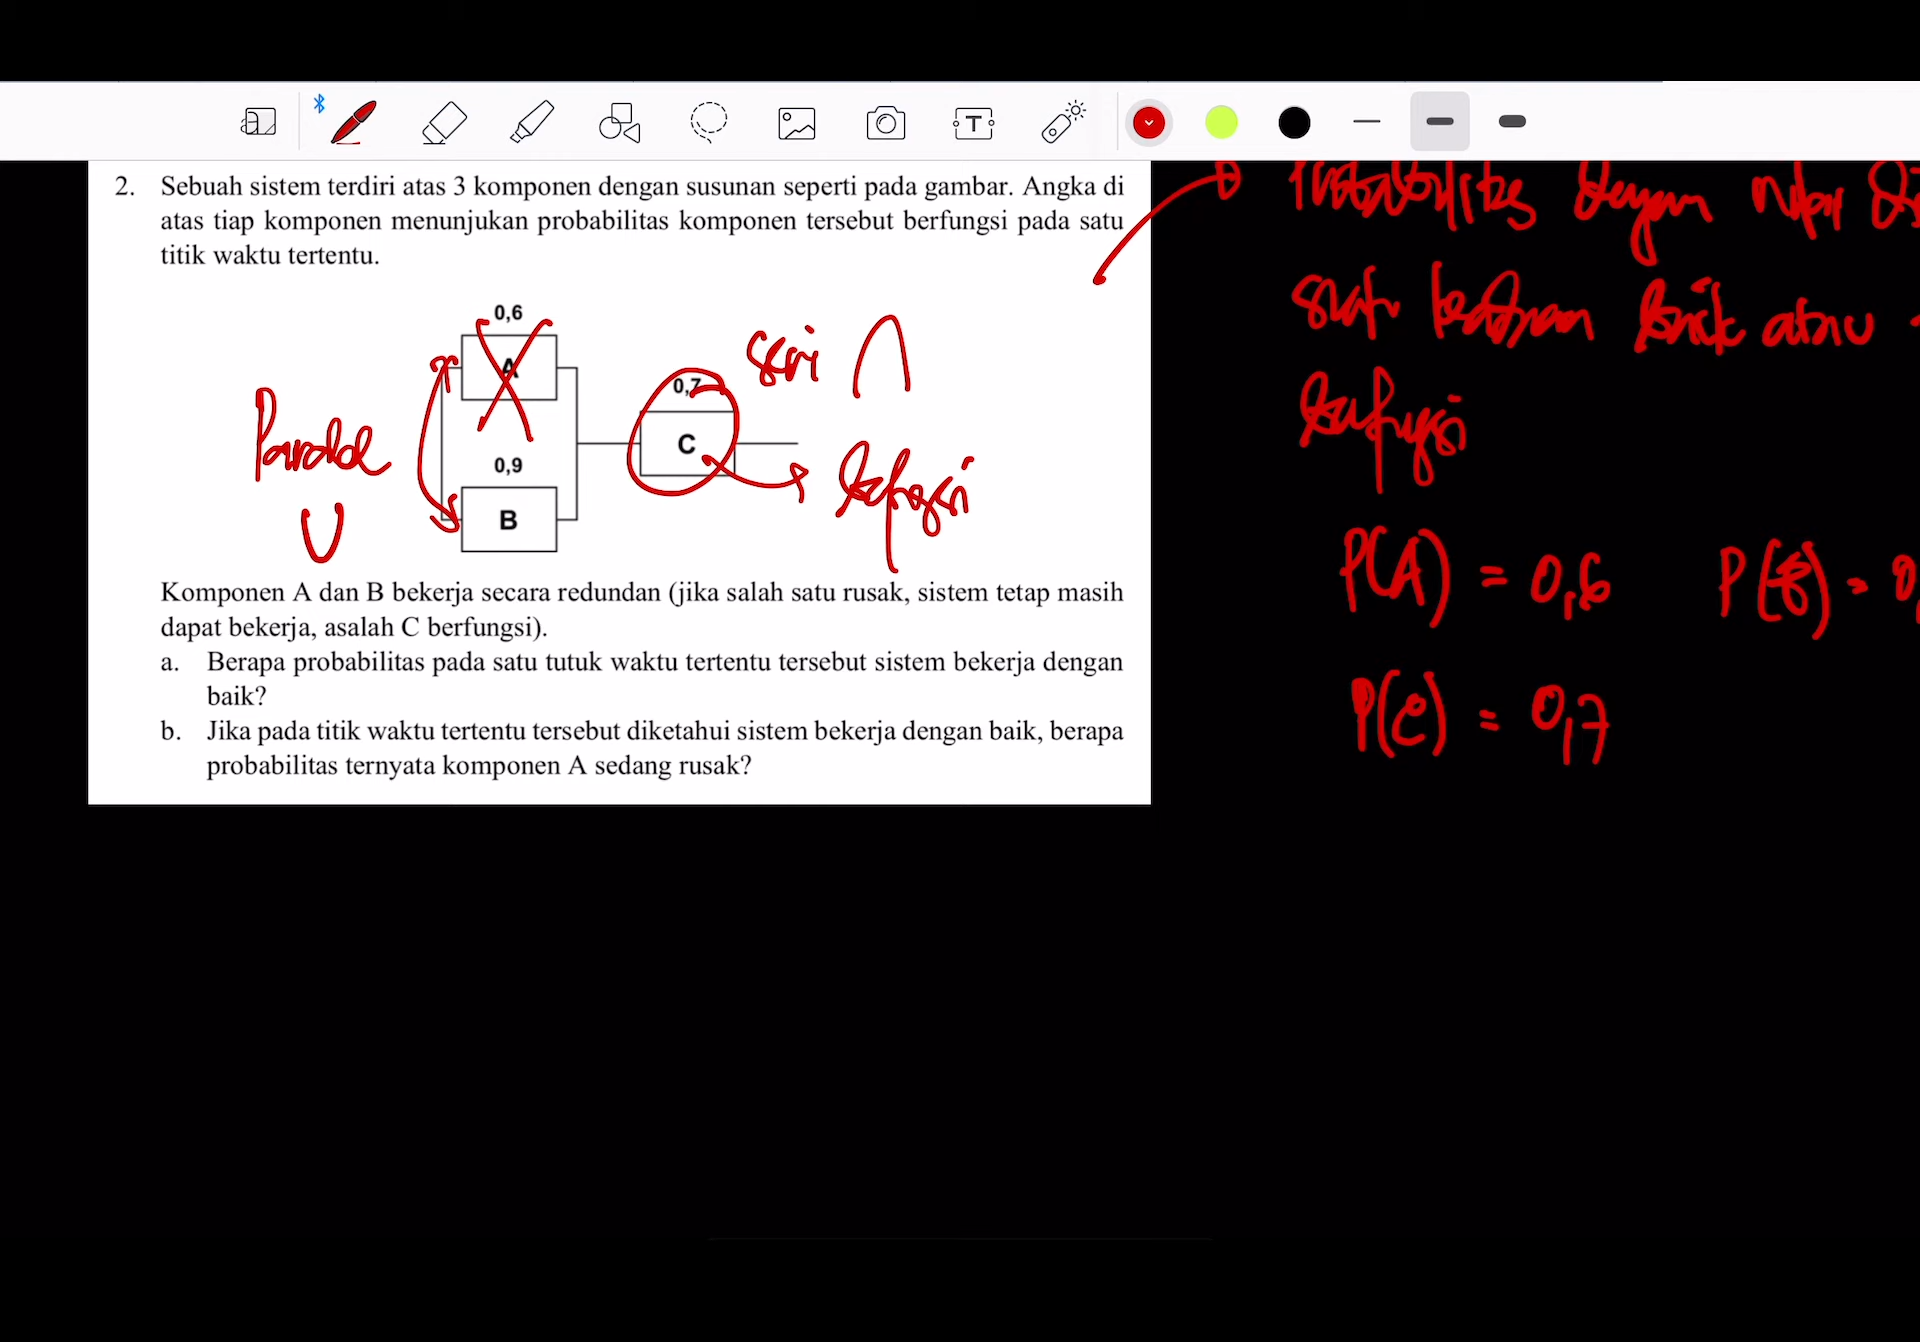 2. Sebuah sistem terdiri atas 3 komponen dengan susunan seperti pada gambar. Angka di
atas tiap komponen menunjukan probabilitas komponen tersebut berfungsi pada satu
titik waktu tertentu.
0,6
A
0,7
C
0,9
B
seri ∩
Paralel
U
Komponen A dan B bekerja secara redundan (jika salah satu rusak, sistem tetap masih
dapat bekerja, asalah C berfungsi).
a. Berapa probabilitas pada satu tutuk waktu tertentu tersebut sistem bekerja dengan
baik?
b. Jika pada titik waktu tertentu tersebut diketahui sistem bekerja dengan baik, berapa
probabilitas ternyata komponen A sedang rusak?
Probabilitas dengan
atau
P(A) = 0,6 P(B) = 0,
P(C) = 0,7